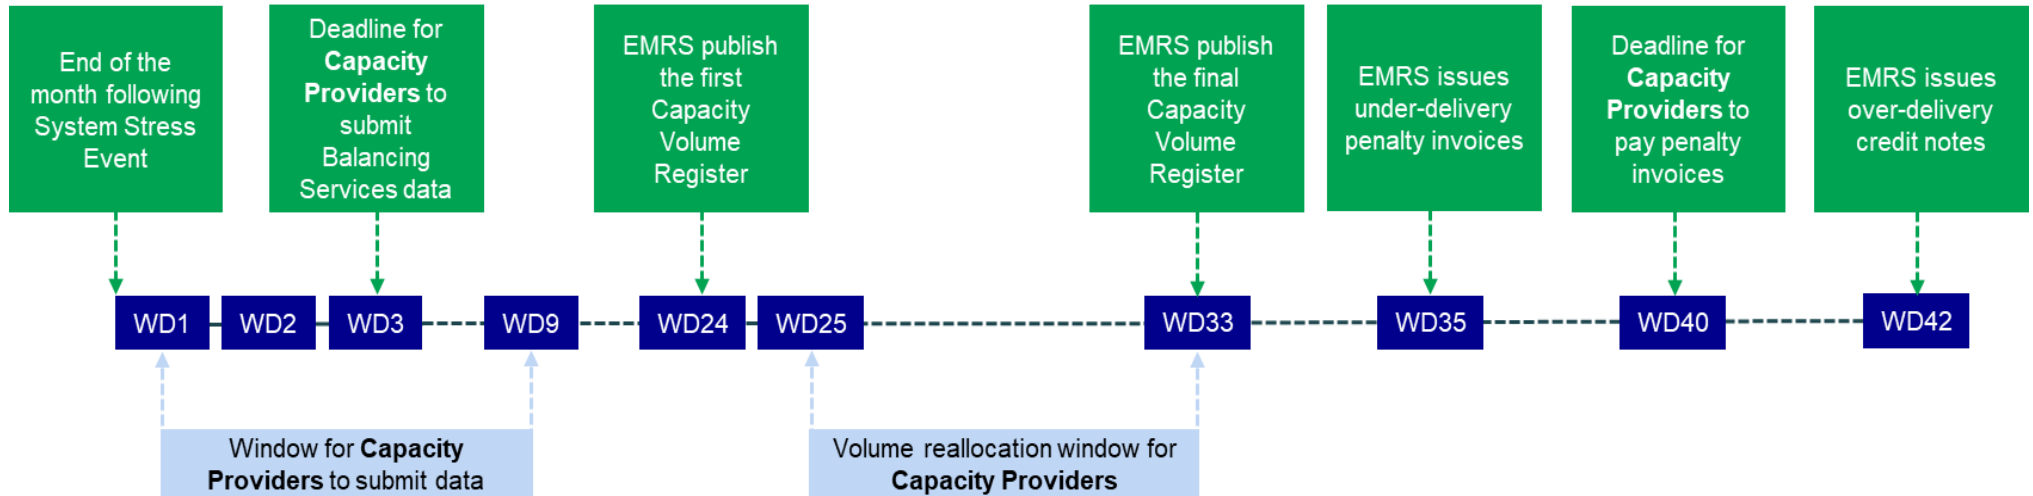 End of the
month following
System Stress
Event
Deadline for
Capacity
Providers to
submit
Balancing
Services data
EMRS publish
the first
Capacity
Volume
Register
EMRS publish
the final
Capacity
Volume
Register
EMRS issues
under-delivery
penalty invoices
Deadline for
Capacity
Providers to
pay penalty
invoices
EMRS issues
over-delivery
credit notes
WD1
WD2
WD3
WD9
WD24
WD25
WD33
WD35
WD40
WD42
Window for Capacity
Providers to submit data
Volume reallocation window for
Capacity Providers